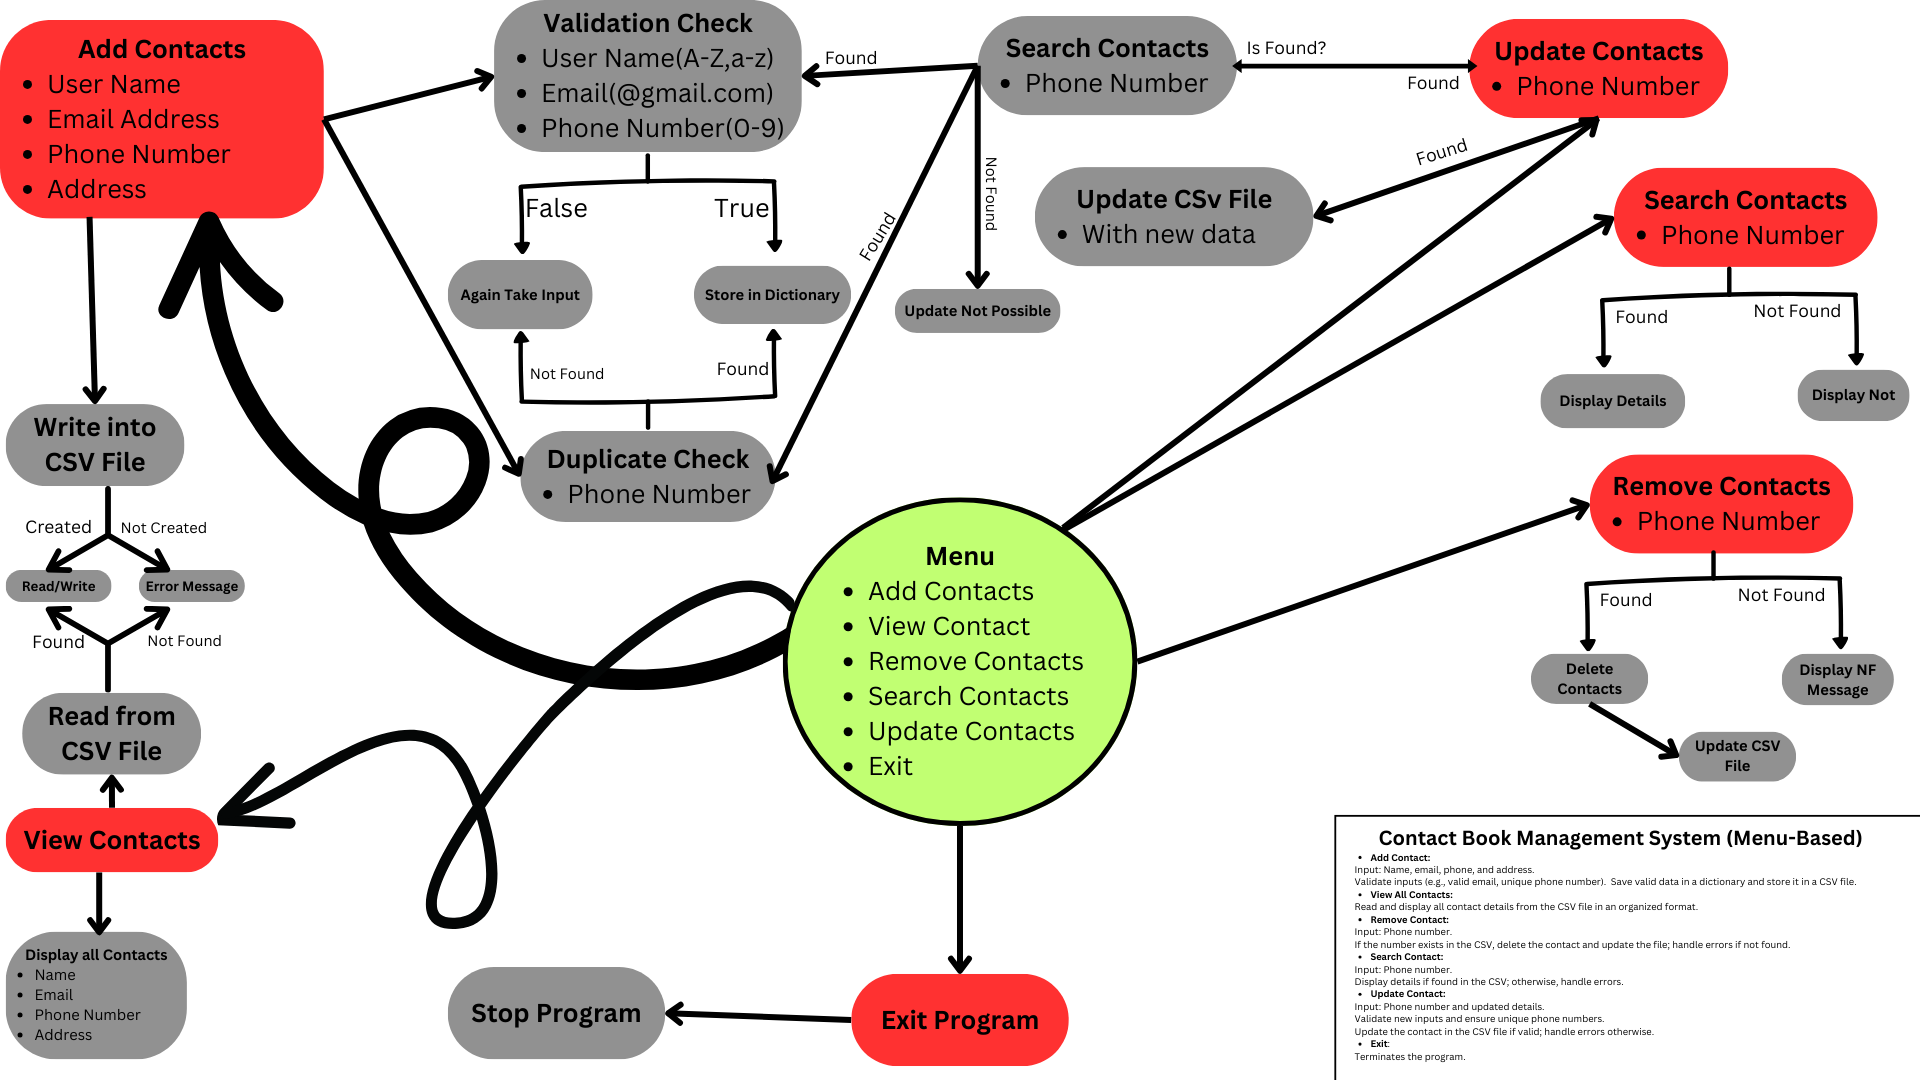 Add Contacts
• User Name
• Email Address
• Phone Number
• Address
Validation Check
• User Name(A-Z,a-z)
• Email(@gmail.com)
• Phone Number(0-9)
Found
Search Contacts
• Phone Number
Is Found?
Found
Update Contacts
• Phone Number
False
True
Again Take Input
Store in Dictionary
Not Found
Found
Duplicate Check
• Phone Number
Found
Not Found
Update Not Possible
Found
Update CSv File
• With new data
Search Contacts
• Phone Number
Found
Not Found
Display Details
Display Not
Write into
CSV File
Created
Not Created
Read/Write
Error Message
Found
Not Found
Read from
CSV File
View Contacts
Display all Contacts
• Name
• Email
• Phone Number
• Address
Menu
• Add Contacts
• View Contact
• Remove Contacts
• Search Contacts
• Update Contacts
• Exit
Remove Contacts
• Phone Number
Found
Not Found
Delete
Contacts
Display NF
Message
Update CSV
File
Stop Program
Exit Program
Contact Book Management System (Menu-Based)
• Add Contact:
Input: Name, email, phone, and address.
Validate inputs (e.g., valid email, unique phone number). Save valid data in a dictionary and store it in a CSV file.
• View All Contacts:
Read and display all contact details from the CSV file in an organized format.
• Remove Contact:
Input: Phone number.
If the number exists in the CSV, delete the contact and update the file; handle errors if not found.
• Search Contact:
Input: Phone number.
Display details if found in the CSV; otherwise, handle errors.
• Update Contact:
Input: Phone number and updated details.
Validate new inputs and ensure unique phone numbers.
Update the contact in the CSV file if valid; handle errors otherwise.
• Exit:
Terminates the program.